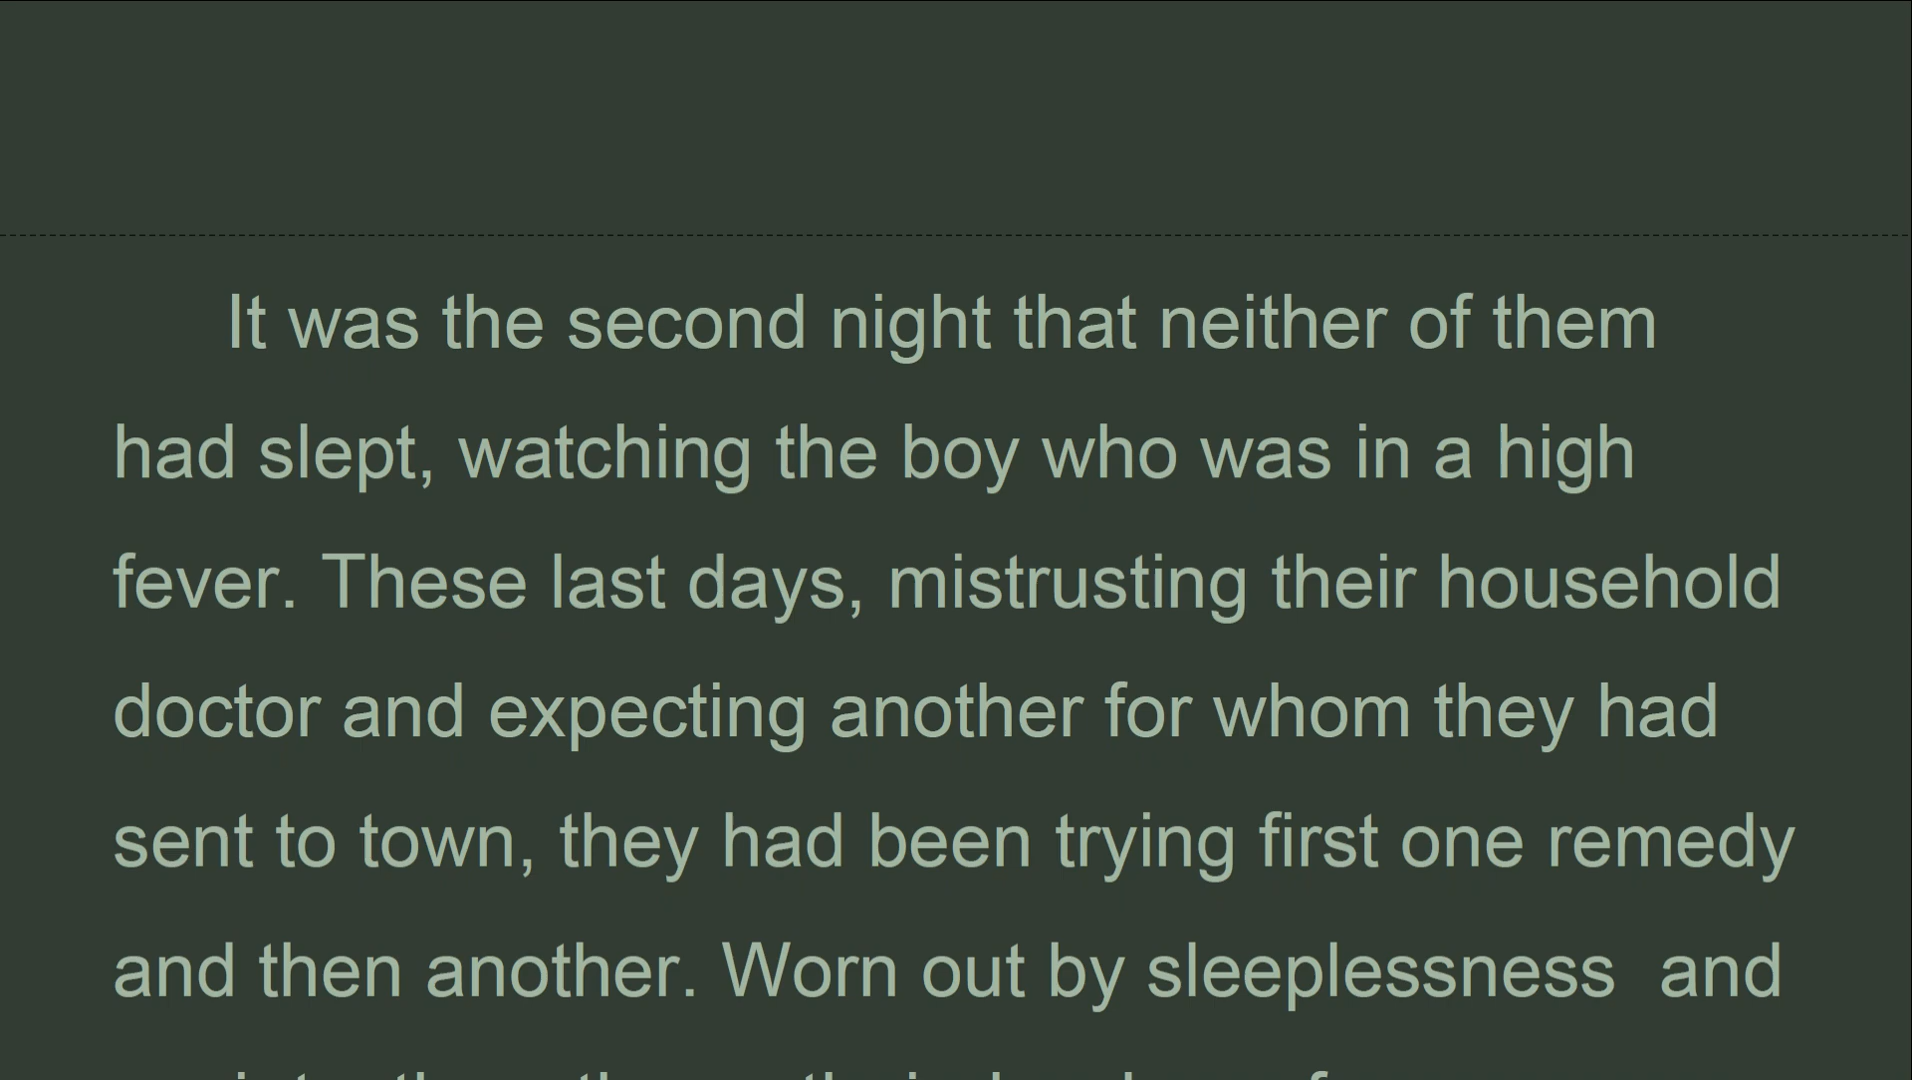 It was the second night that neither of them
had slept, watching the boy who was in a high
fever. These last days, mistrusting their household
doctor and expecting another for whom they had
sent to town, they had been trying first one remedy
and then another. Worn out by sleeplessness  and